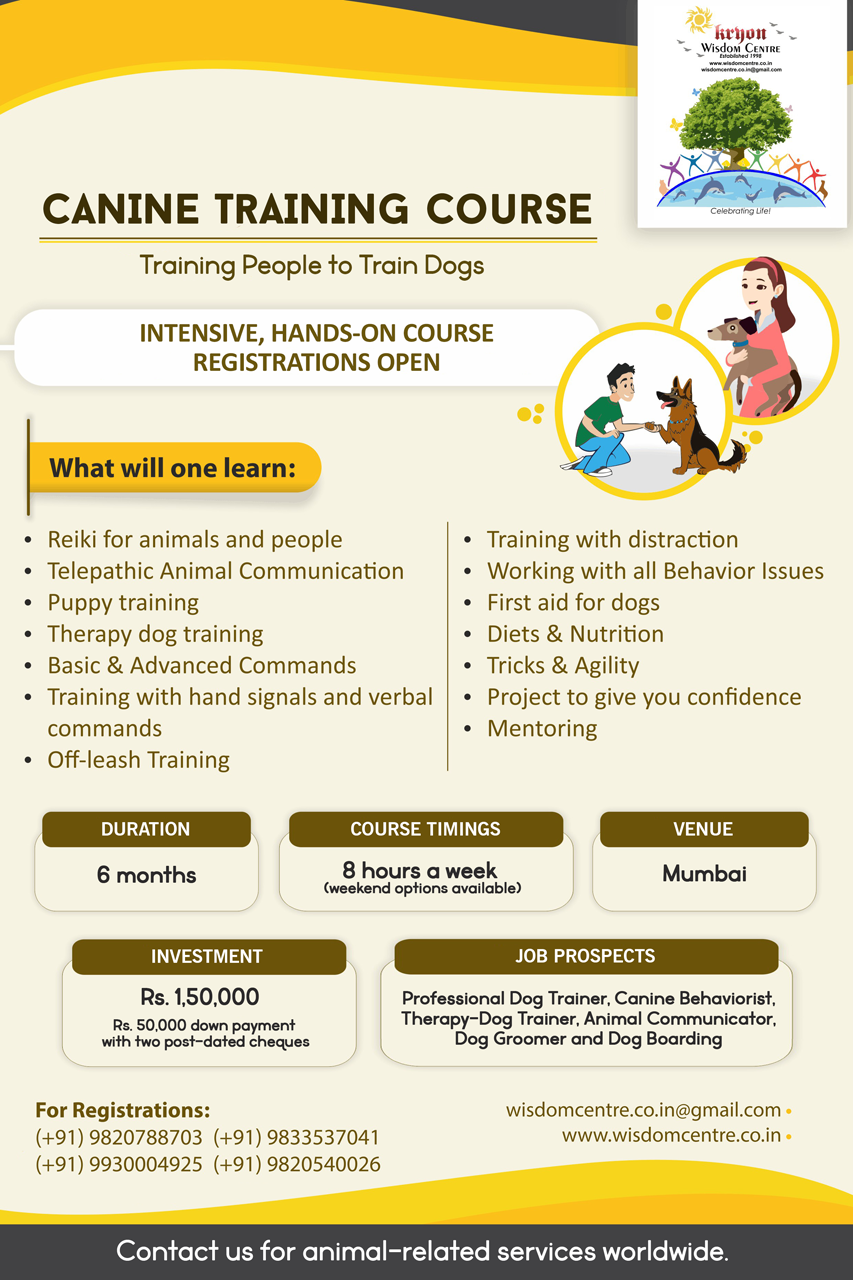 kryon
WISDOM CENTRE
Established 1998
www.wisdomcentre.co.in
wisdomcentre.co.in@gmail.com
Celebrating Life!
CANINE TRAINING COURSE
Training People to Train Dogs
INTENSIVE, HANDS-ON COURSE
REGISTRATIONS OPEN
What will one learn:
• Reiki for animals and people
• Telepathic Animal Communication
• Puppy training
• Therapy dog training
• Basic & Advanced Commands
• Training with hand signals and verbal
commands
• Off-leash Training
• Training with distraction
• Working with all Behavior Issues
• First aid for dogs
• Diets & Nutrition
• Tricks & Agility
• Project to give you confidence
• Mentoring
DURATION
6 months
COURSE TIMINGS
8 hours a week
(weekend options available)
VENUE
Mumbai
INVESTMENT
Rs. 1,50,000
Rs. 50,000 down payment
with two post-dated cheques
JOB PROSPECTS
Professional Dog Trainer, Canine Behaviorist,
Therapy-Dog Trainer, Animal Communicator,
Dog Groomer and Dog Boarding
For Registrations:
(+91) 9820788703 (+91) 9833537041
(+91) 9930004925 (+91) 9820540026
wisdomcentre.co.in@gmail.com •
www.wisdomcentre.co.in •
Contact us for animal-related services worldwide.